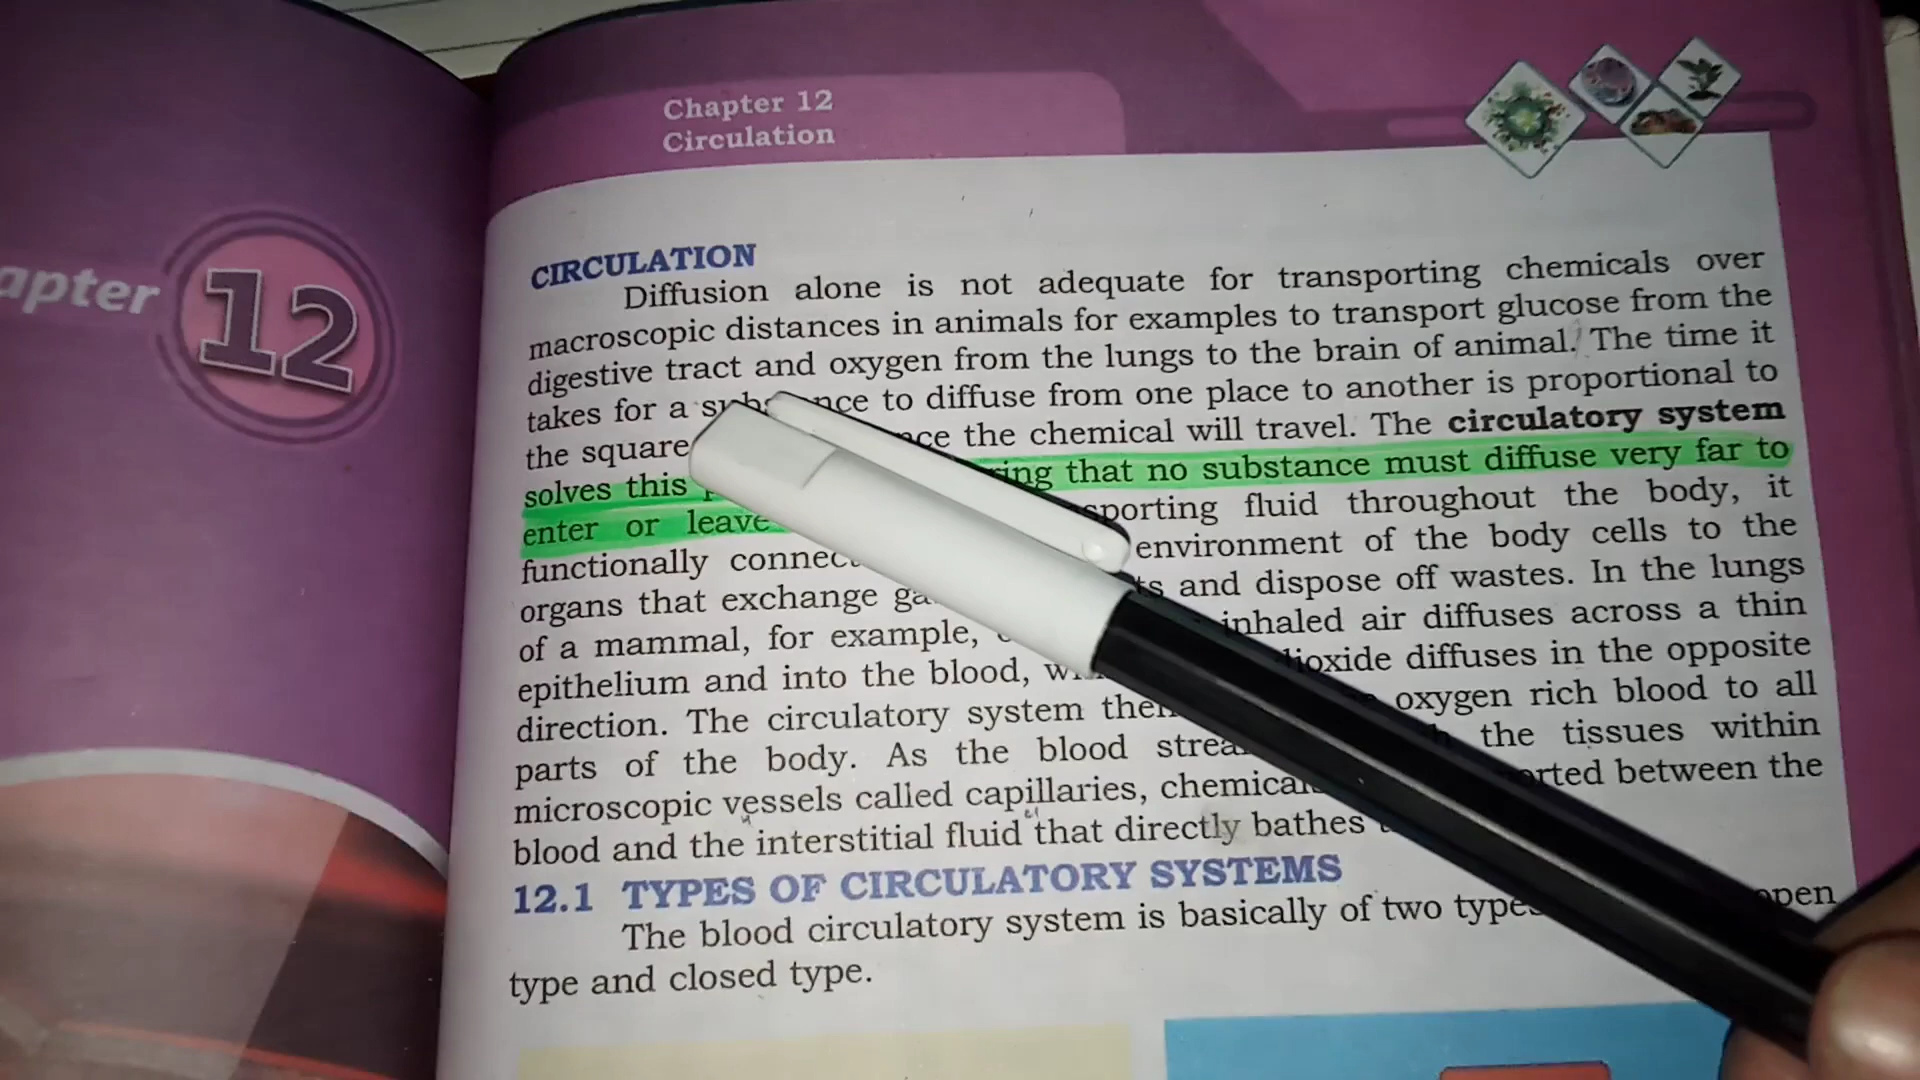 apter 12
Chapter 12
Circulation
CIRCULATION
Diffusion alone is not adequate for transporting chemicals over
macroscopic distances in animals for examples to transport glucose from the
digestive tract and oxygen from the lungs to the brain of animal. The time it
takes for a to diffuse from one place to another is proportional to
the square the chemical will travel. The circulatory system
solves this that no substance must diffuse very far to
enter or leave fluid throughout the body, it
functionally environment of the body cells to the
organs that exchange and dispose off wastes. In the lungs
of a mammal, for example, inhaled air diffuses across a thin
epithelium and into the blood, diffuses in the opposite
direction. The circulatory system oxygen rich blood to all
parts of the body. As the blood the tissues within
microscopic vessels called capillaries, between the
blood and the interstitial fluid that directly bathes
12.1 TYPES OF CIRCULATORY SYSTEMS
The blood circulatory system is basically of two open
type and closed type.